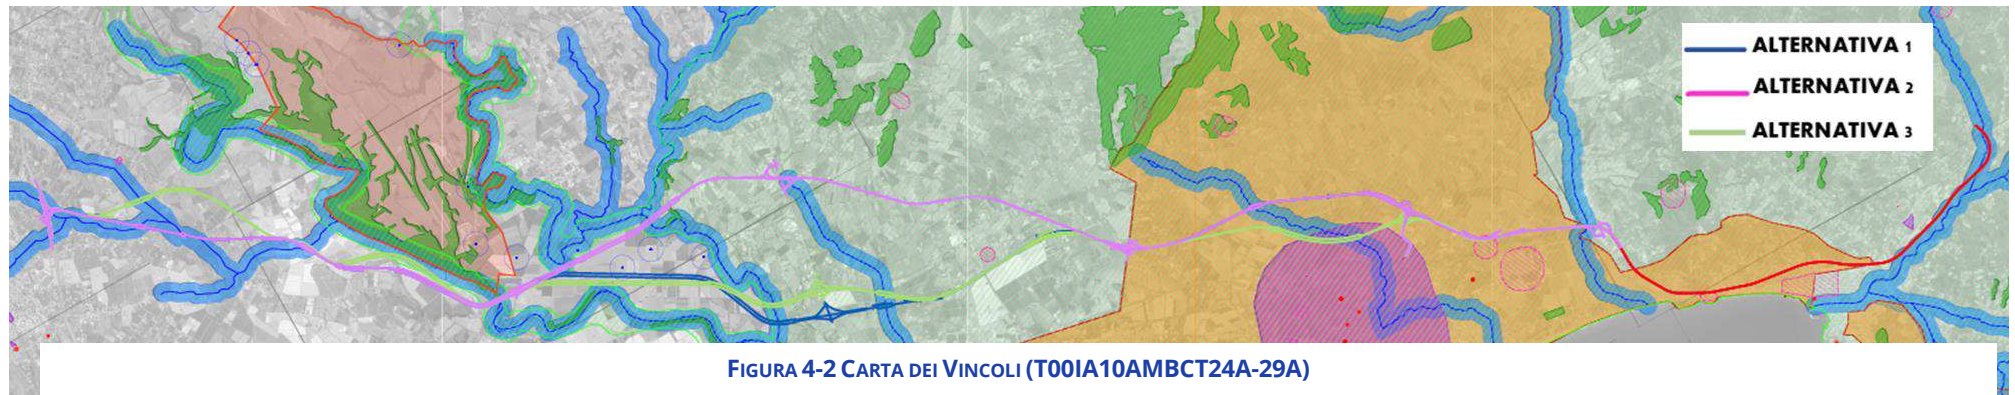 ALTERNATIVA 1
ALTERNATIVA 2
ALTERNATIVA 3
FIGURA 4-2 CARTA DEI VINCOLI (T00IA10AMBCT24A-29A)